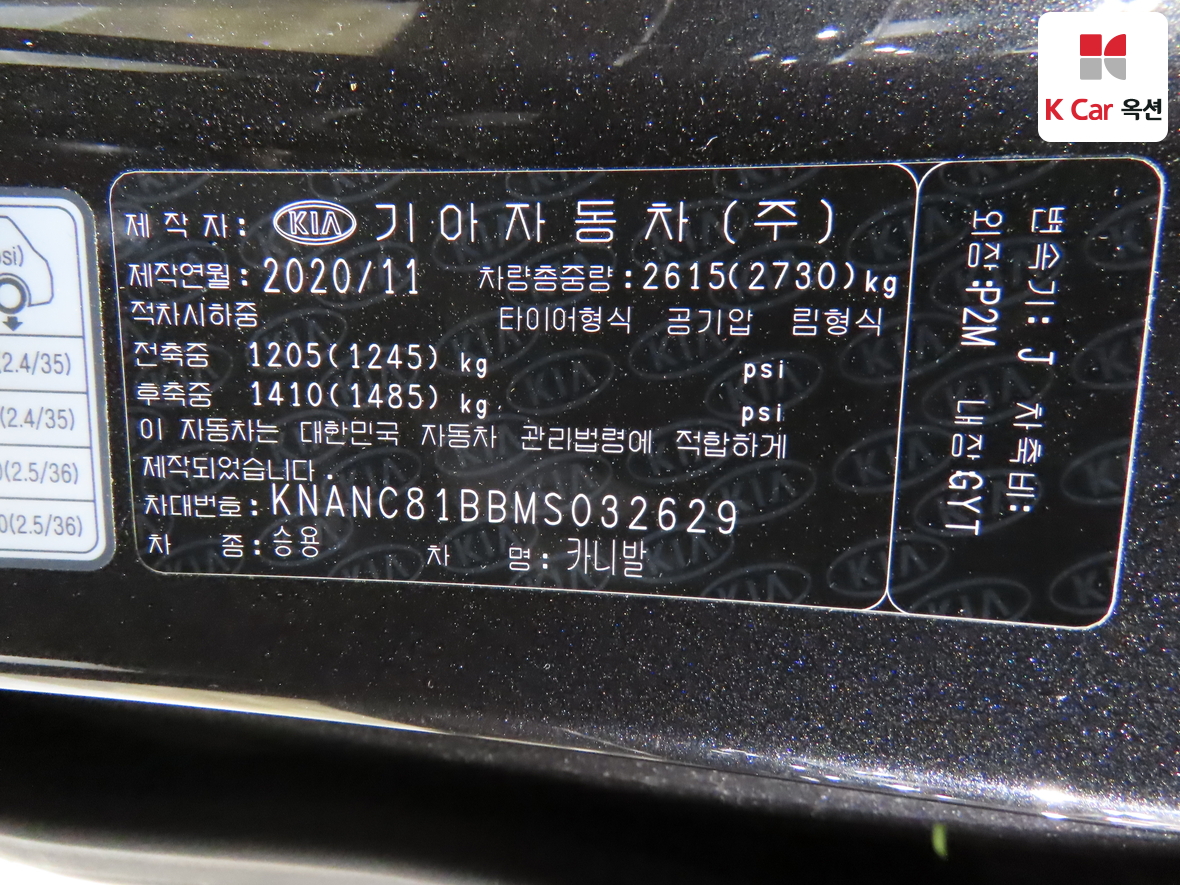 K Car 옥션
si)
(2.4/35)
(2.4/35)
(2.5/36)
0(2.5/36)
제 작 자 : KIA 기아자동차(주)
제작연월 : 2020/11 차량총중량 : 2615(2730)kg
적차시하중 타이어형식 공기압 림형식
전축중 1205(1245) kg psi
후축중 1410(1485) kg psi
이 자동차는 대한민국 자동차 관리법령에 적합하게
제작되었습니다.
차대번호 : KNANC81BBMS032629
차 종 : 승용 차 명 : 카니발
변속기 : J 차축비 :
외장 : P2M 내장 : GYT